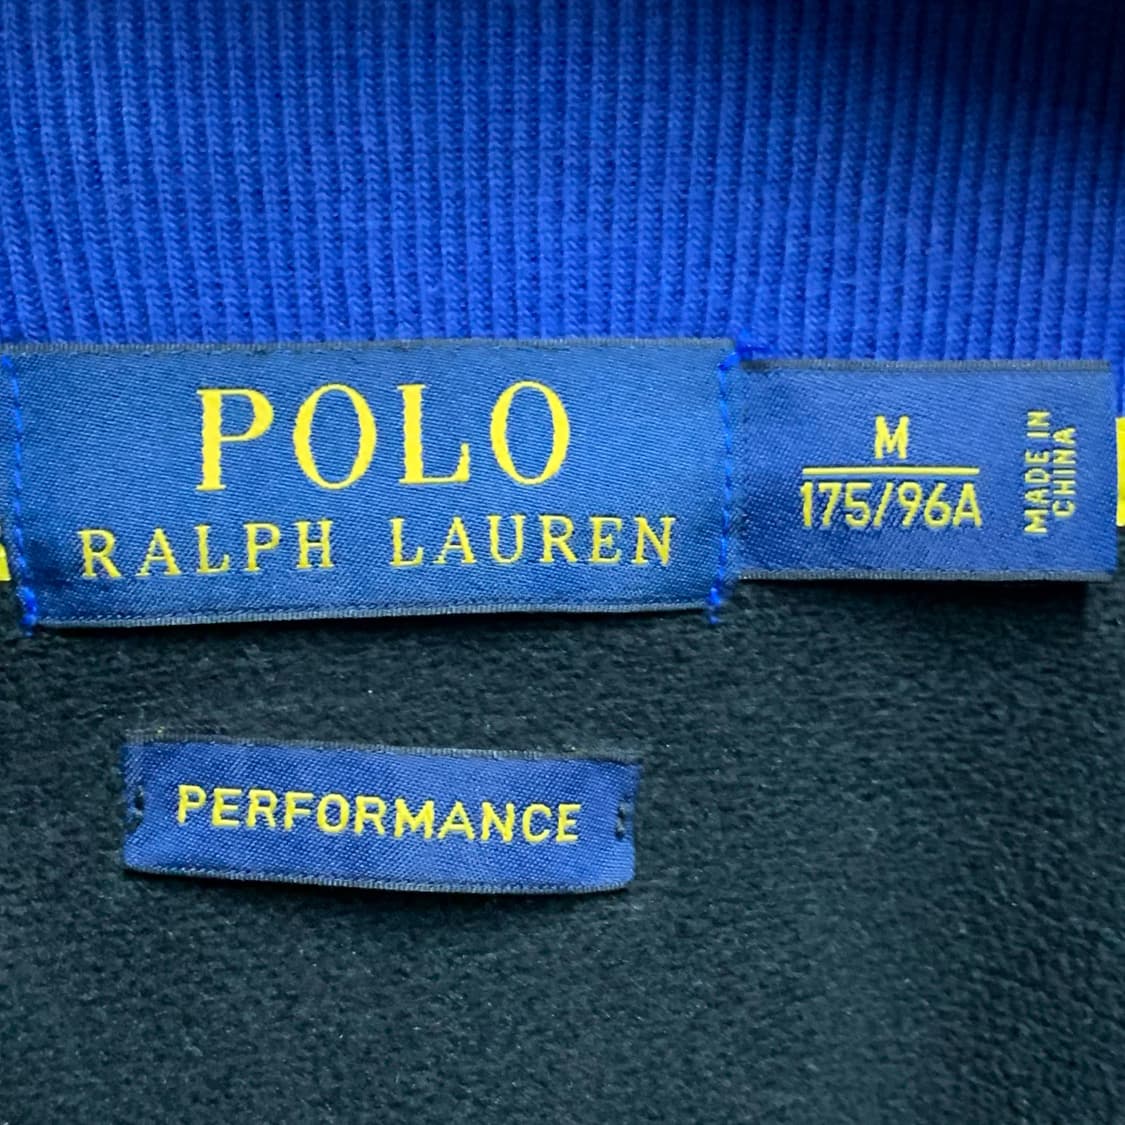 POLO
RALPH LAUREN
M
175/96A
MADE IN
CHINA
PERFORMANCE